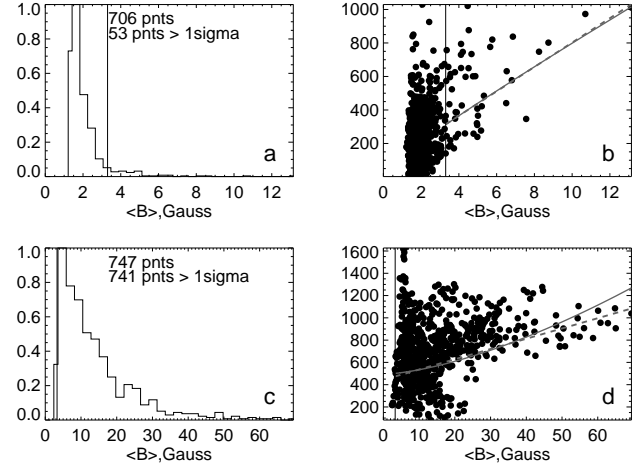 1.0
0.8
0.6
0.4
0.2
0.0
706 pnts
53 pnts > 1sigma
a
0 2 4 6 8 10 12
<B>,Gauss
1000
800
600
400
200
b
0 2 4 6 8 10 12
<B>,Gauss
1.0
0.8
0.6
0.4
0.2
0.0
747 pnts
741 pnts > 1sigma
c
0 10 20 30 40 50 60
<B>,Gauss
1600
1400
1200
1000
800
600
400
200
d
0 10 20 30 40 50 60
<B>,Gauss